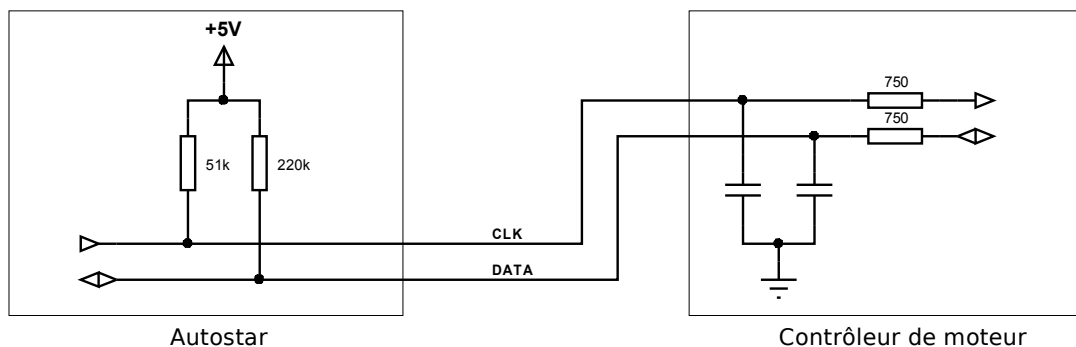 +5V
750
750
51k
220k
CLK
DATA
Autostar
Contrôleur de moteur